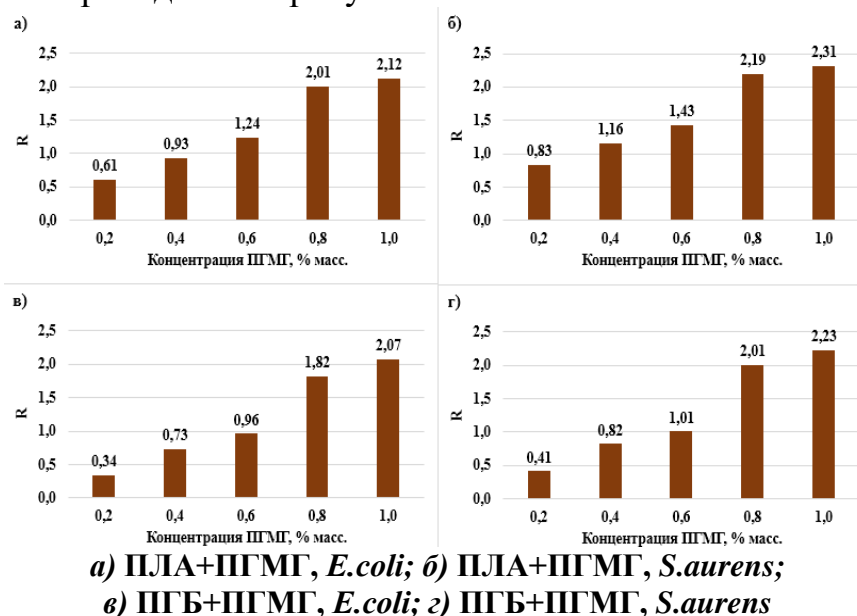 а)
2,5
2,0
1,5
1,0
0,5
0,0
R
0,61
0,93
1,24
2,01
2,12
0,2 0,4 0,6 0,8 1,0
Концентрация ПГМГ, % масс.
б)
2,5
2,0
1,5
1,0
0,5
0,0
R
0,83
1,16
1,43
2,19
2,31
0,2 0,4 0,6 0,8 1,0
Концентрация ПГМГ, % масс.
в)
2,5
2,0
1,5
1,0
0,5
0,0
R
0,34
0,73
0,96
1,82
2,07
0,2 0,4 0,6 0,8 1,0
Концентрация ПГМГ, % масс.
г)
2,5
2,0
1,5
1,0
0,5
0,0
R
0,41
0,82
1,01
2,01
2,23
0,2 0,4 0,6 0,8 1,0
Концентрация ПГМГ, % масс.
а) ПЛА+ПГМГ, E.coli; б) ПЛА+ПГМГ, S.aurens;
в) ПГБ+ПГМГ, E.coli; г) ПГБ+ПГМГ, S.aurens